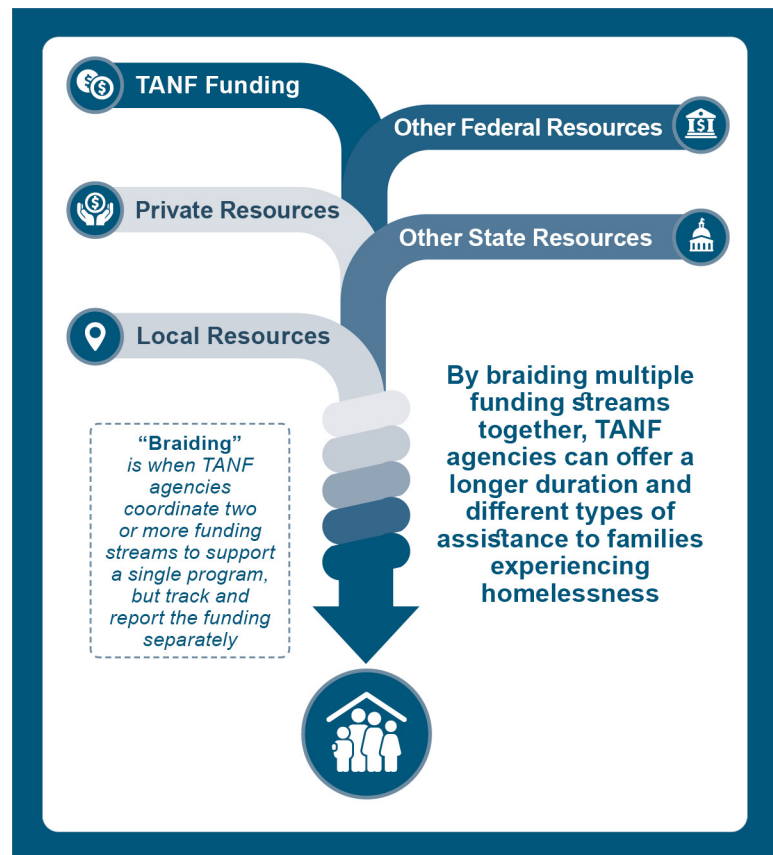 TANF Funding
Other Federal Resources
Private Resources
Other State Resources
Local Resources
By braiding multiple
funding streams
together, TANF
agencies can offer a
longer duration and
different types of
assistance to families
experiencing
homelessness
“Braiding”
is when TANF
agencies
coordinate two
or more funding
streams to support
a single program,
but track and
report the funding
separately